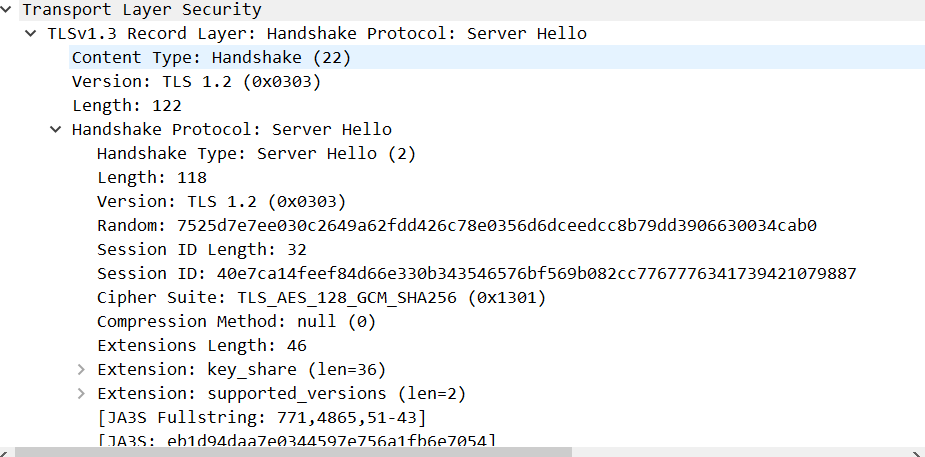 Transport Layer Security
TLSv1.3 Record Layer: Handshake Protocol: Server Hello
Content Type: Handshake (22)
Version: TLS 1.2 (0x0303)
Length: 122
Handshake Protocol: Server Hello
Handshake Type: Server Hello (2)
Length: 118
Version: TLS 1.2 (0x0303)
Random: 7525d7e7ee030c2649a62fdd426c78e0356d6dceedcc8b79dd3906630034cab0
Session ID Length: 32
Session ID: 40e7ca14feef84d66e330b343546576bf569b082cc7767776341739421079887
Cipher Suite: TLS_AES_128_GCM_SHA256 (0x1301)
Compression Method: null (0)
Extensions Length: 46
Extension: key_share (len=36)
Extension: supported_versions (len=2)
[JA3S Fullstring: 771,4865,51-43]
[JA3S: eb1d94daa7e0344597e756a1fb6e7054]